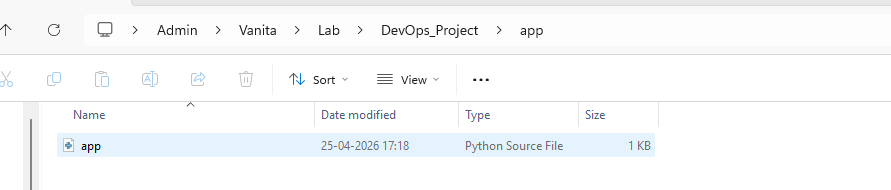 Admin > Vanita > Lab > DevOps_Project > app
Sort View
Name Date modified Type Size
app 25-04-2026 17:18 Python Source File 1 KB